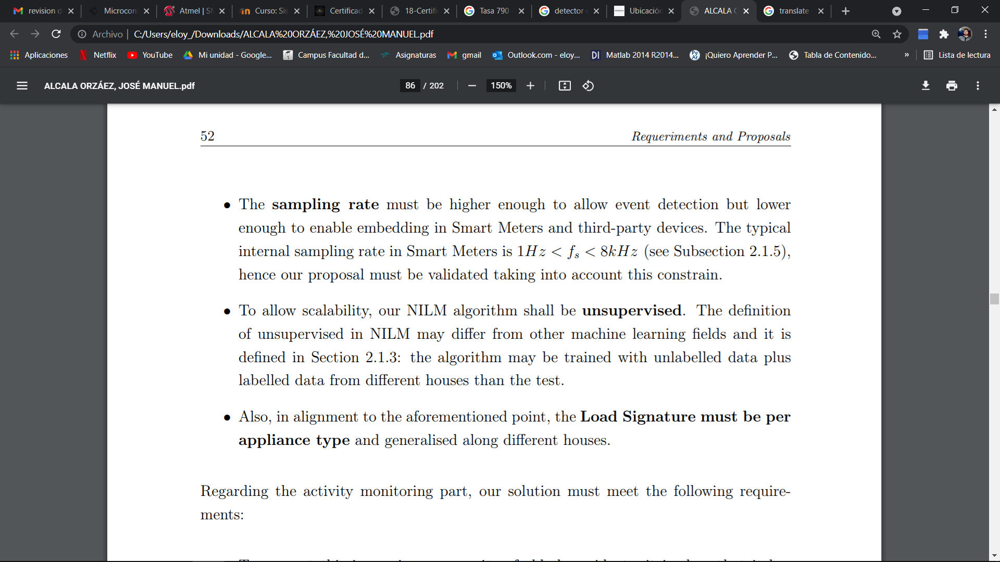 revision d
Microcon
Atmel | SM
Curso: Sis
Certificad
18-Certifi
Tasa 790
detector
Ubicación
ALCALA
translate
Archivo | C:/Users/eloy_/Downloads/ALCALA%20ORZÁEZ,%20JOSÉ%20MANUEL.pdf
Aplicaciones
Netflix
YouTube
Mi unidad - Google...
Campus Facultad d...
Asignaturas
gmail
Outlook.com - eloy...
DI Matlab 2014 R2014...
¡Quiero Aprender P...
Tabla de Contenido...
»
Lista de lectura
ALCALA ORZÁEZ, JOSÉ MANUEL.pdf
86 / 202
150%
52
Requeriments and Proposals
• The sampling rate must be higher enough to allow event detection but lower
enough to enable embedding in Smart Meters and third-party devices. The typical
internal sampling rate in Smart Meters is 1Hz < fs < 8kHz (see Subsection 2.1.5),
hence our proposal must be validated taking into account this constrain.
• To allow scalability, our NILM algorithm shall be unsupervised. The definition
of unsupervised in NILM may differ from other machine learning fields and it is
defined in Section 2.1.3: the algorithm may be trained with unlabelled data plus
labelled data from different houses than the test.
• Also, in alignment to the aforementioned point, the Load Signature must be per
appliance type and generalised along different houses.
Regarding the activity monitoring part, our solution must meet the following require-
ments: